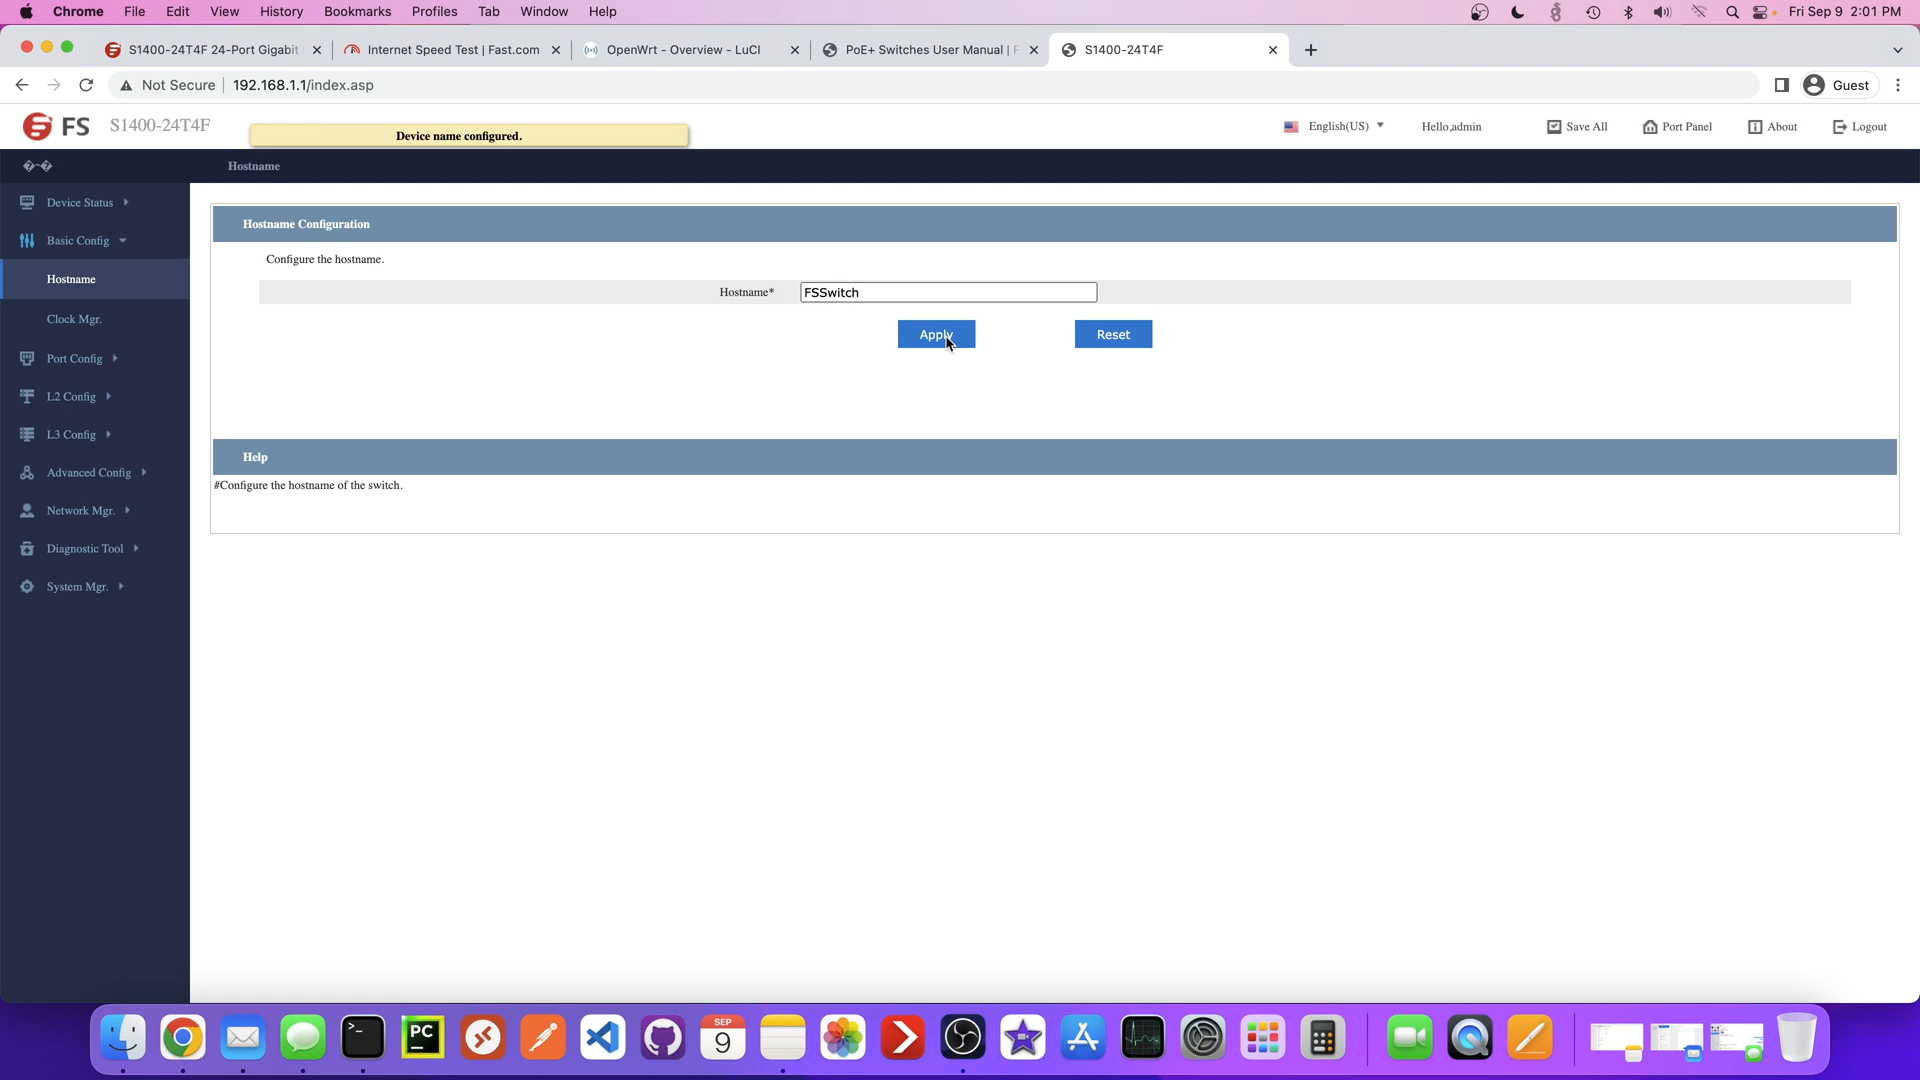 Chrome File Edit View History Bookmarks Profiles Tab Window Help Fri Sep 9 2:01 PM
S1400-24T4F 24-Port Gigabit Internet Speed Test | Fast.com OpenWrt - Overview - LuCI PoE+ Switches User Manual | F S1400-24T4F
Not Secure 192.168.1.1/index.asp Guest
FS S1400-24T4F Device name configured. English(US) Hello,admin Save All Port Panel About Logout
�~� Hostname
Device Status
Basic Config
Hostname
Clock Mgr.
Port Config
L2 Config
L3 Config
Advanced Config
Network Mgr.
Diagnostic Tool
System Mgr.
Hostname Configuration
Configure the hostname.
Hostname* FSSwitch
Apply Reset
Help
#Configure the hostname of the switch.
>_ PC SEP 9